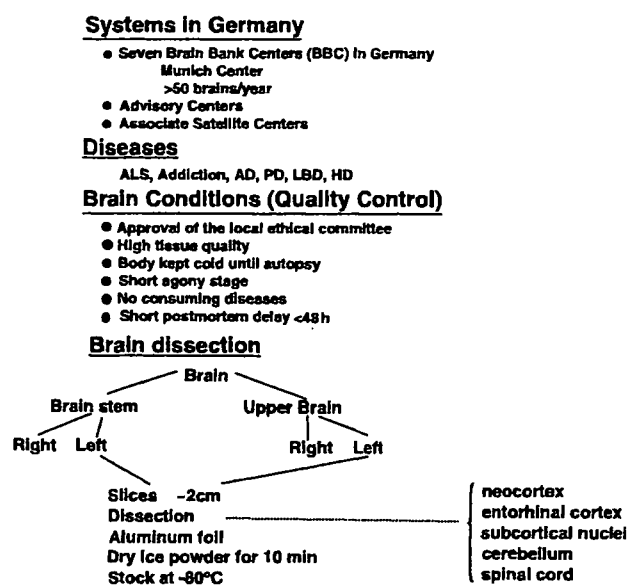 Systems in Germany
● Seven Brain Bank Centers (BBC) in Germany
Munich Center
>50 brains/year
● Advisory Centers
● Associate Satellite Centers
Diseases
ALS, Addiction, AD, PD, LBD, HD
Brain Conditions (Quality Control)
● Approval of the local ethical committee
● High tissue quality
● Body kept cold until autopsy
● Short agony stage
● No consuming diseases
● Short postmortem delay <48h
Brain dissection
Brain
Brain stem Upper Brain
Right Left Right Left
Slices ~2cm
Dissection
Aluminum foil
Dry ice powder for 10 min
Stock at -80°C
neocortex
entorhinal cortex
subcortical nuclei
cerebellum
spinal cord